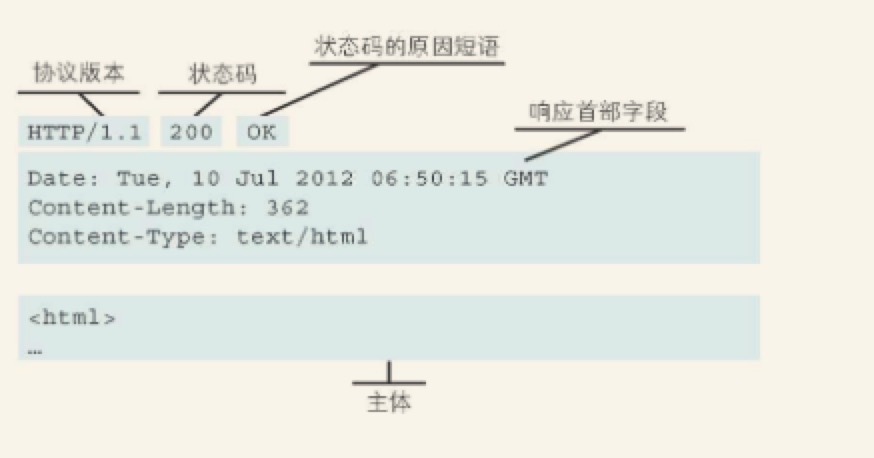 状态码的原因短语
协议版本 状态码
响应首部字段
HTTP/1.1 200 OK
Date: Tue, 10 Jul 2012 06:50:15 GMT
Content-Length: 362
Content-Type: text/html
<html>
…
主体